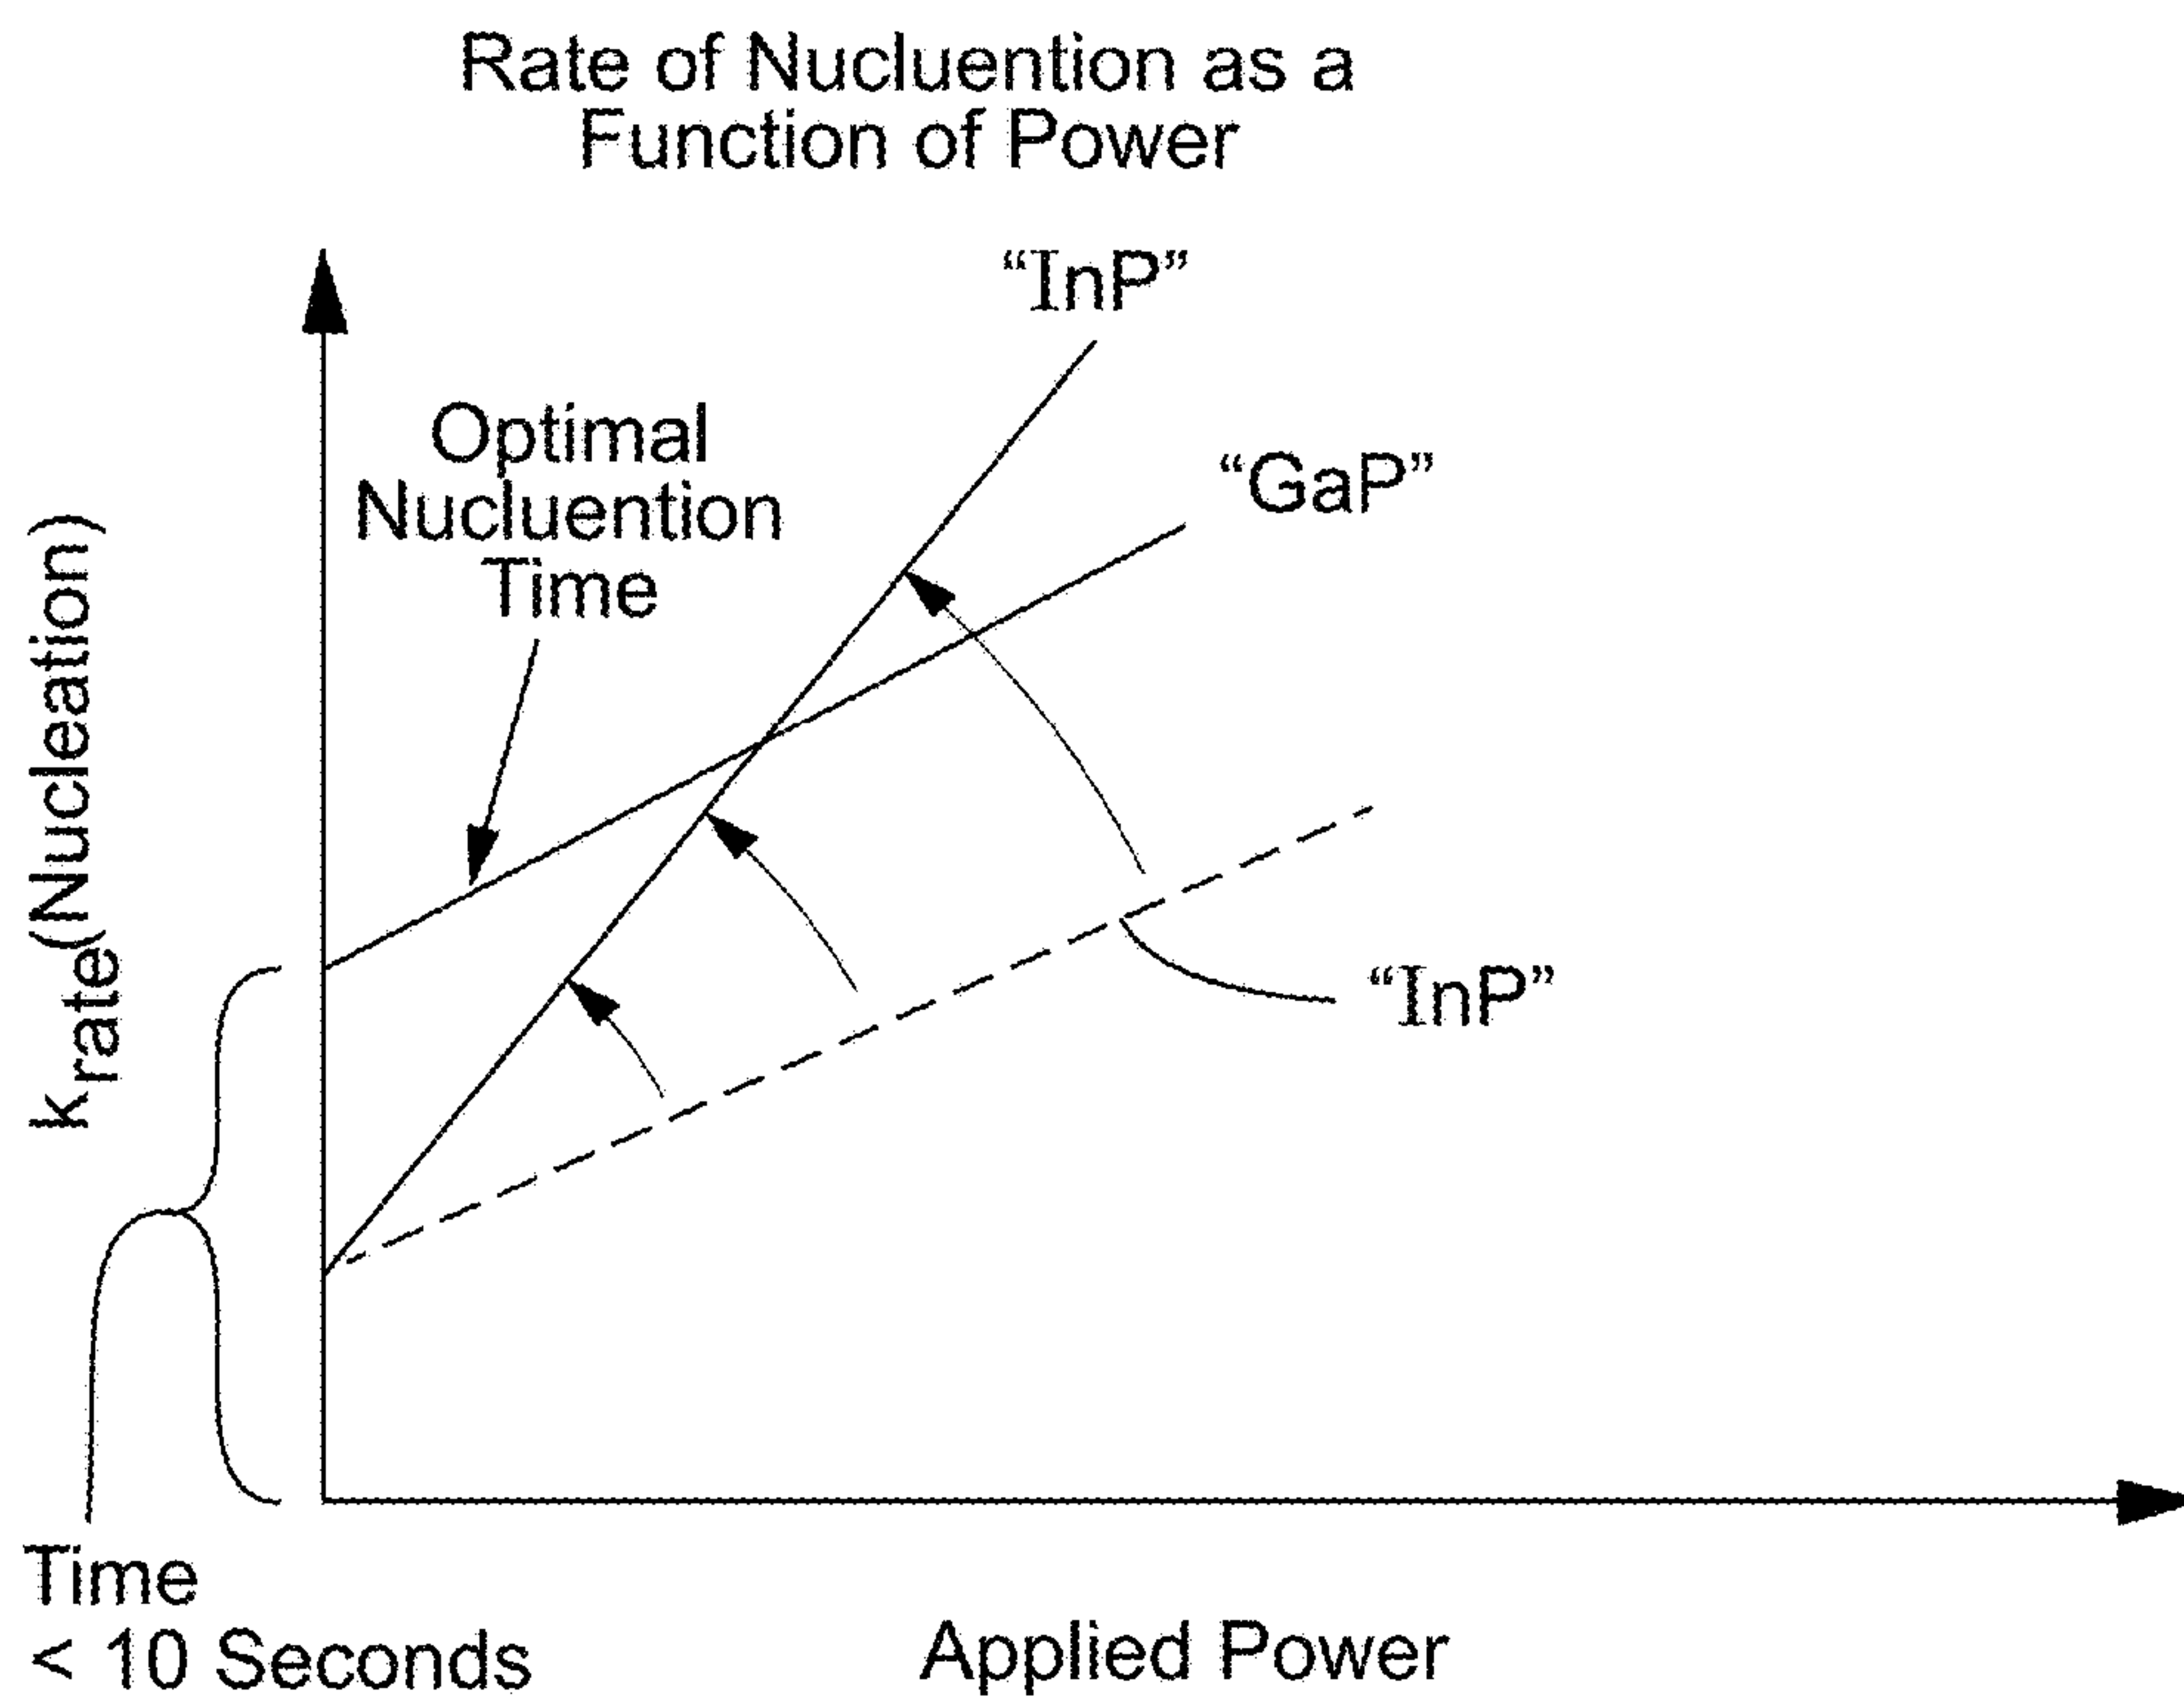 Rate of Nucluention as a
Function of Power
“InP”
“GaP”
Optimal
Nucluention
Time
k rate (Nucleation)
“InP”
Time
< 10 Seconds
Applied Power